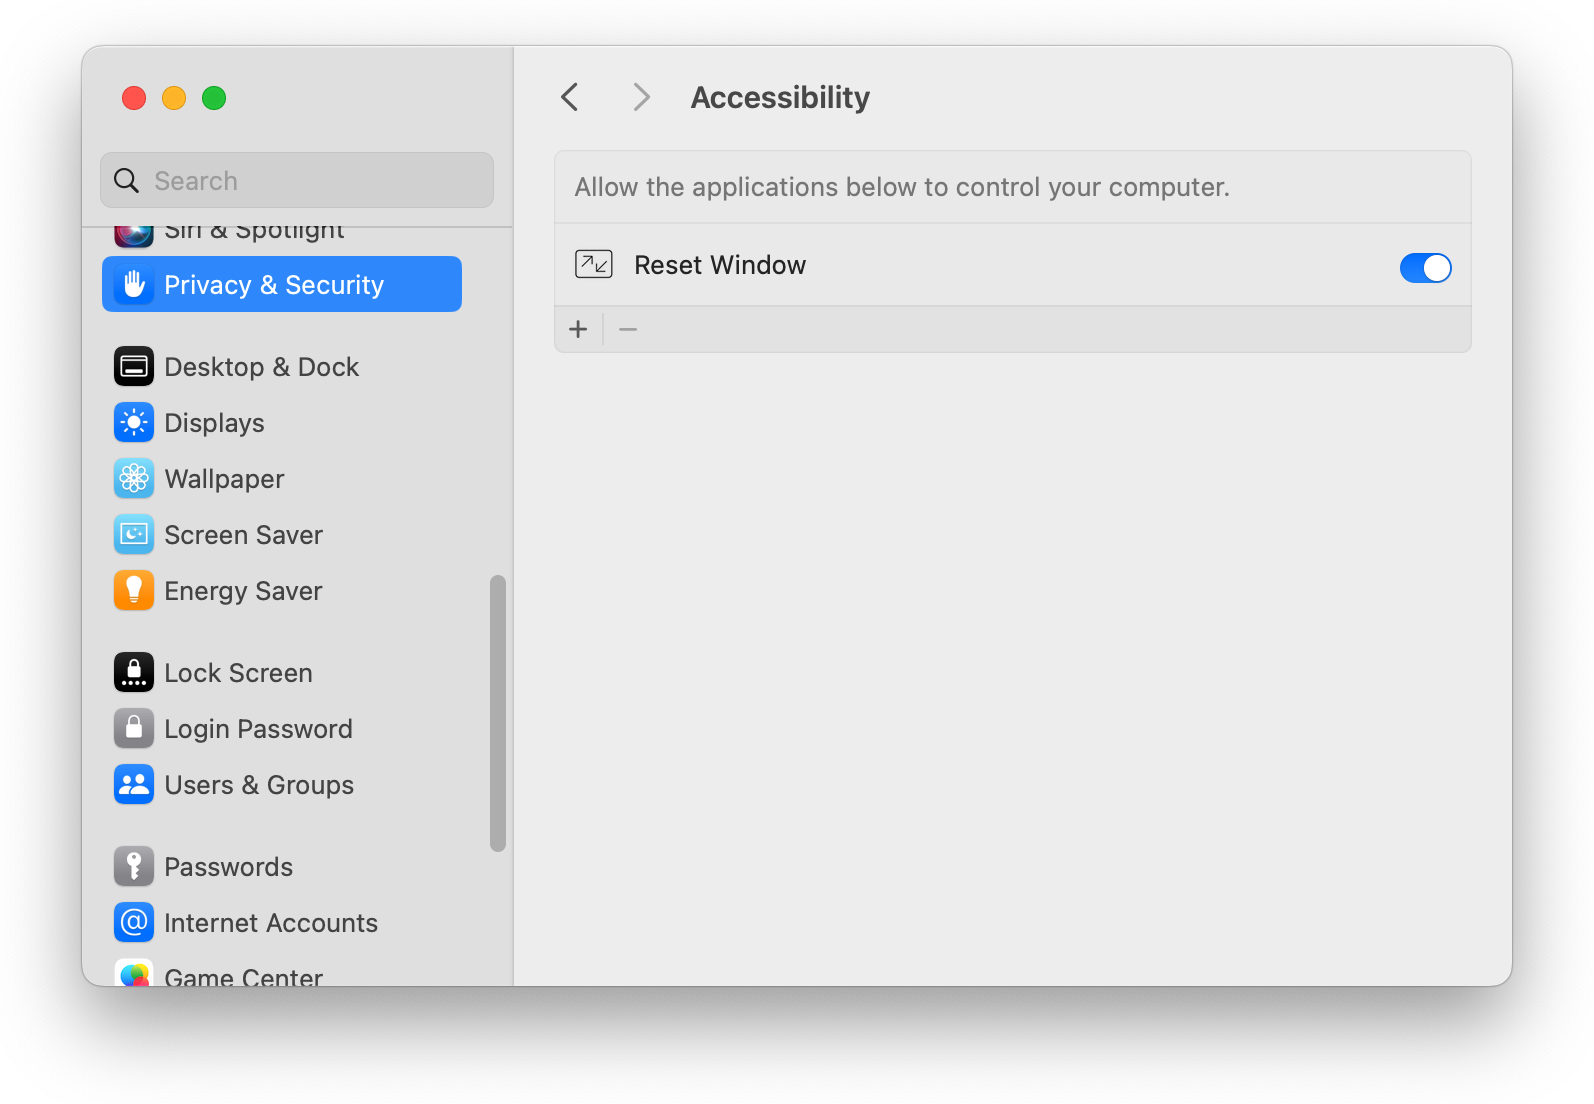 Accessibility
Search
Allow the applications below to control your computer.
Siri & Spotlight
Privacy & Security
Reset Window
Desktop & Dock
Displays
Wallpaper
Screen Saver
Energy Saver
Lock Screen
Login Password
Users & Groups
Passwords
Internet Accounts
Game Center